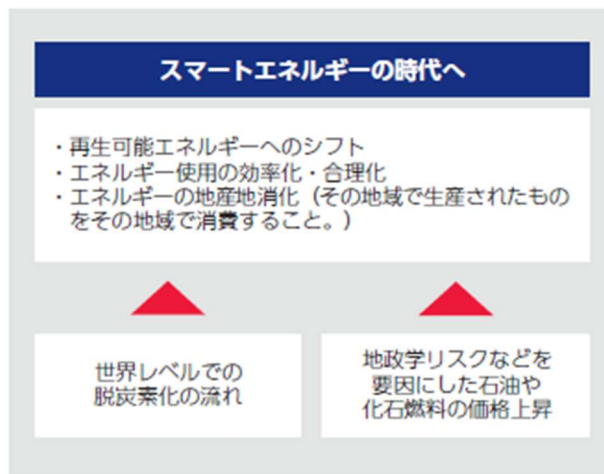 スマートエネルギーの時代へ
・再生可能エネルギーへのシフト
・エネルギー使用の効率化・合理化
・エネルギーの地産地消化（その地域で生産されたもの
をその地域で消費すること。）
世界レベルでの
脱炭素化の流れ
地政学リスクなどを
要因にした石油や
化石燃料の価格上昇